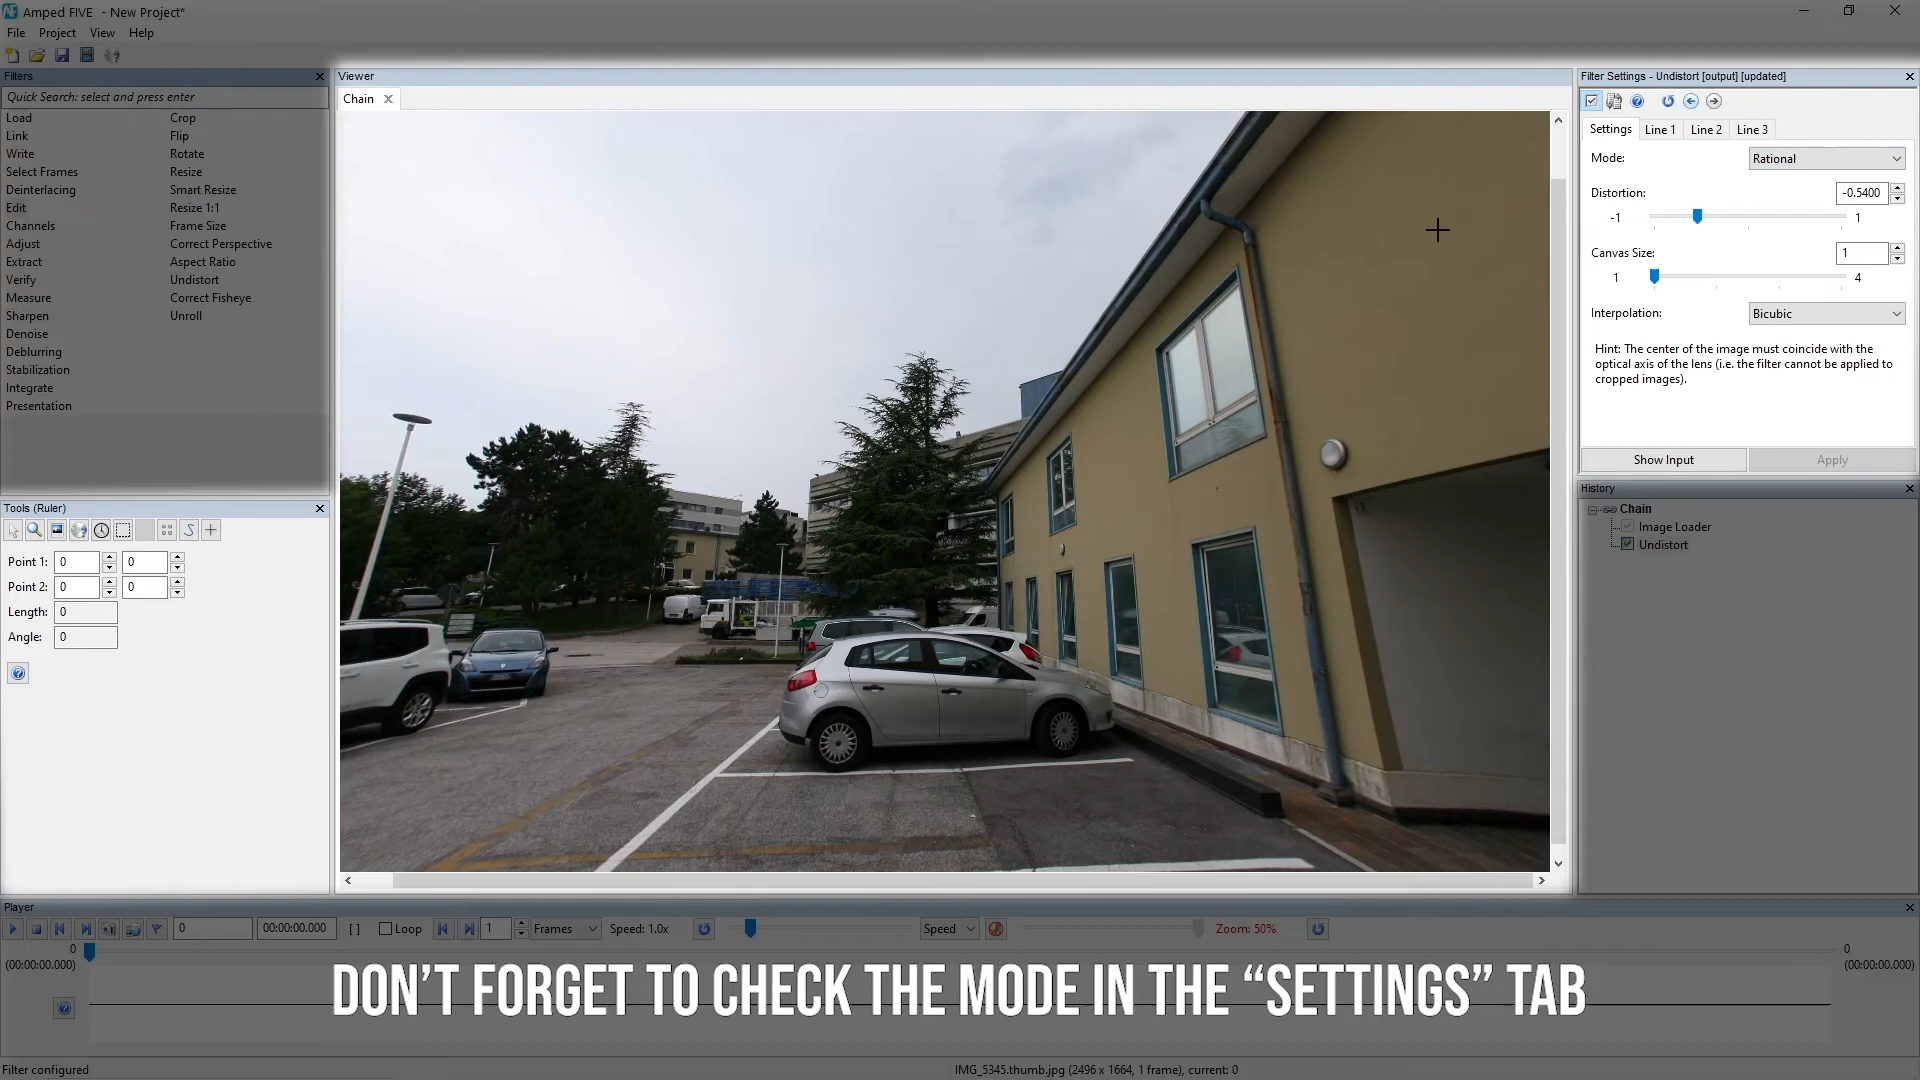 Amped FIVE - New Project*
File Project View Help
Filters
Quick Search: select and press enter
Load
Link
Write
Select Frames
Deinterlacing
Edit
Channels
Adjust
Extract
Verify
Measure
Sharpen
Denoise
Deblurring
Stabilization
Integrate
Presentation
Crop
Flip
Rotate
Resize
Smart Resize
Resize 1:1
Frame Size
Correct Perspective
Aspect Ratio
Undistort
Correct Fisheye
Unroll
Tools (Ruler)
Point 1: 0 0
Point 2: 0 0
Length: 0
Angle: 0
Viewer
Chain
Filter Settings - Undistort [output] [updated]
Settings Line 1 Line 2 Line 3
Mode: Rational
Distortion: -0.5400
-1 1
Canvas Size: 1
1 4
Interpolation: Bicubic
Hint: The center of the image must coincide with the
optical axis of the lens (i.e. the filter cannot be applied to
cropped images).
Show Input Apply
History
Chain
Image Loader
Undistort
Player
0 00:00:00.000 [ ] Loop 1 Frames Speed: 1.0x Speed Zoom: 50%
0
(00:00:00.000)
0
(00:00:00.000)
DON'T FORGET TO CHECK THE MODE IN THE “SETTINGS” TAB
Filter configured
IMG_5345.thumb.jpg (2496 x 1664, 1 frame), current: 0